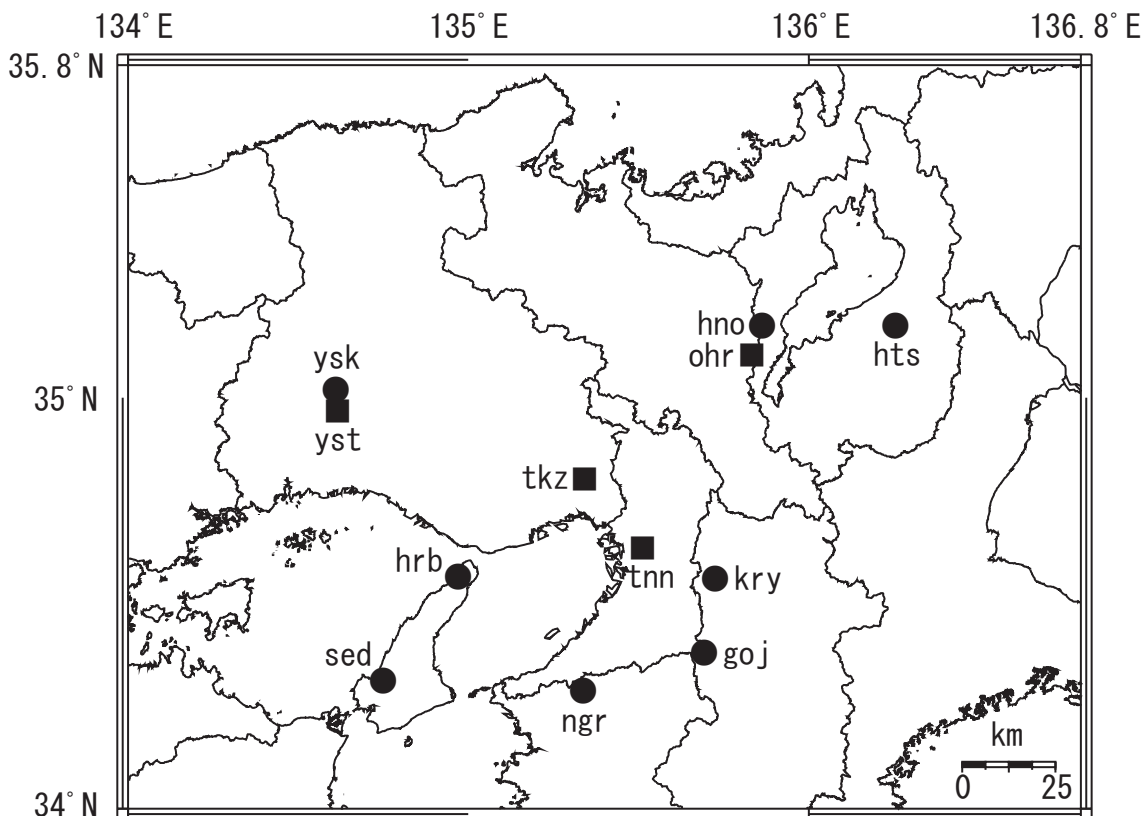 134°E 135°E 136°E 136.8°E
35.8°N
hno
ohr
hts
ysk
35°N
yst
tkz
hrb
tnn
kry
sed
goj
ngr
km
0 25
34°N